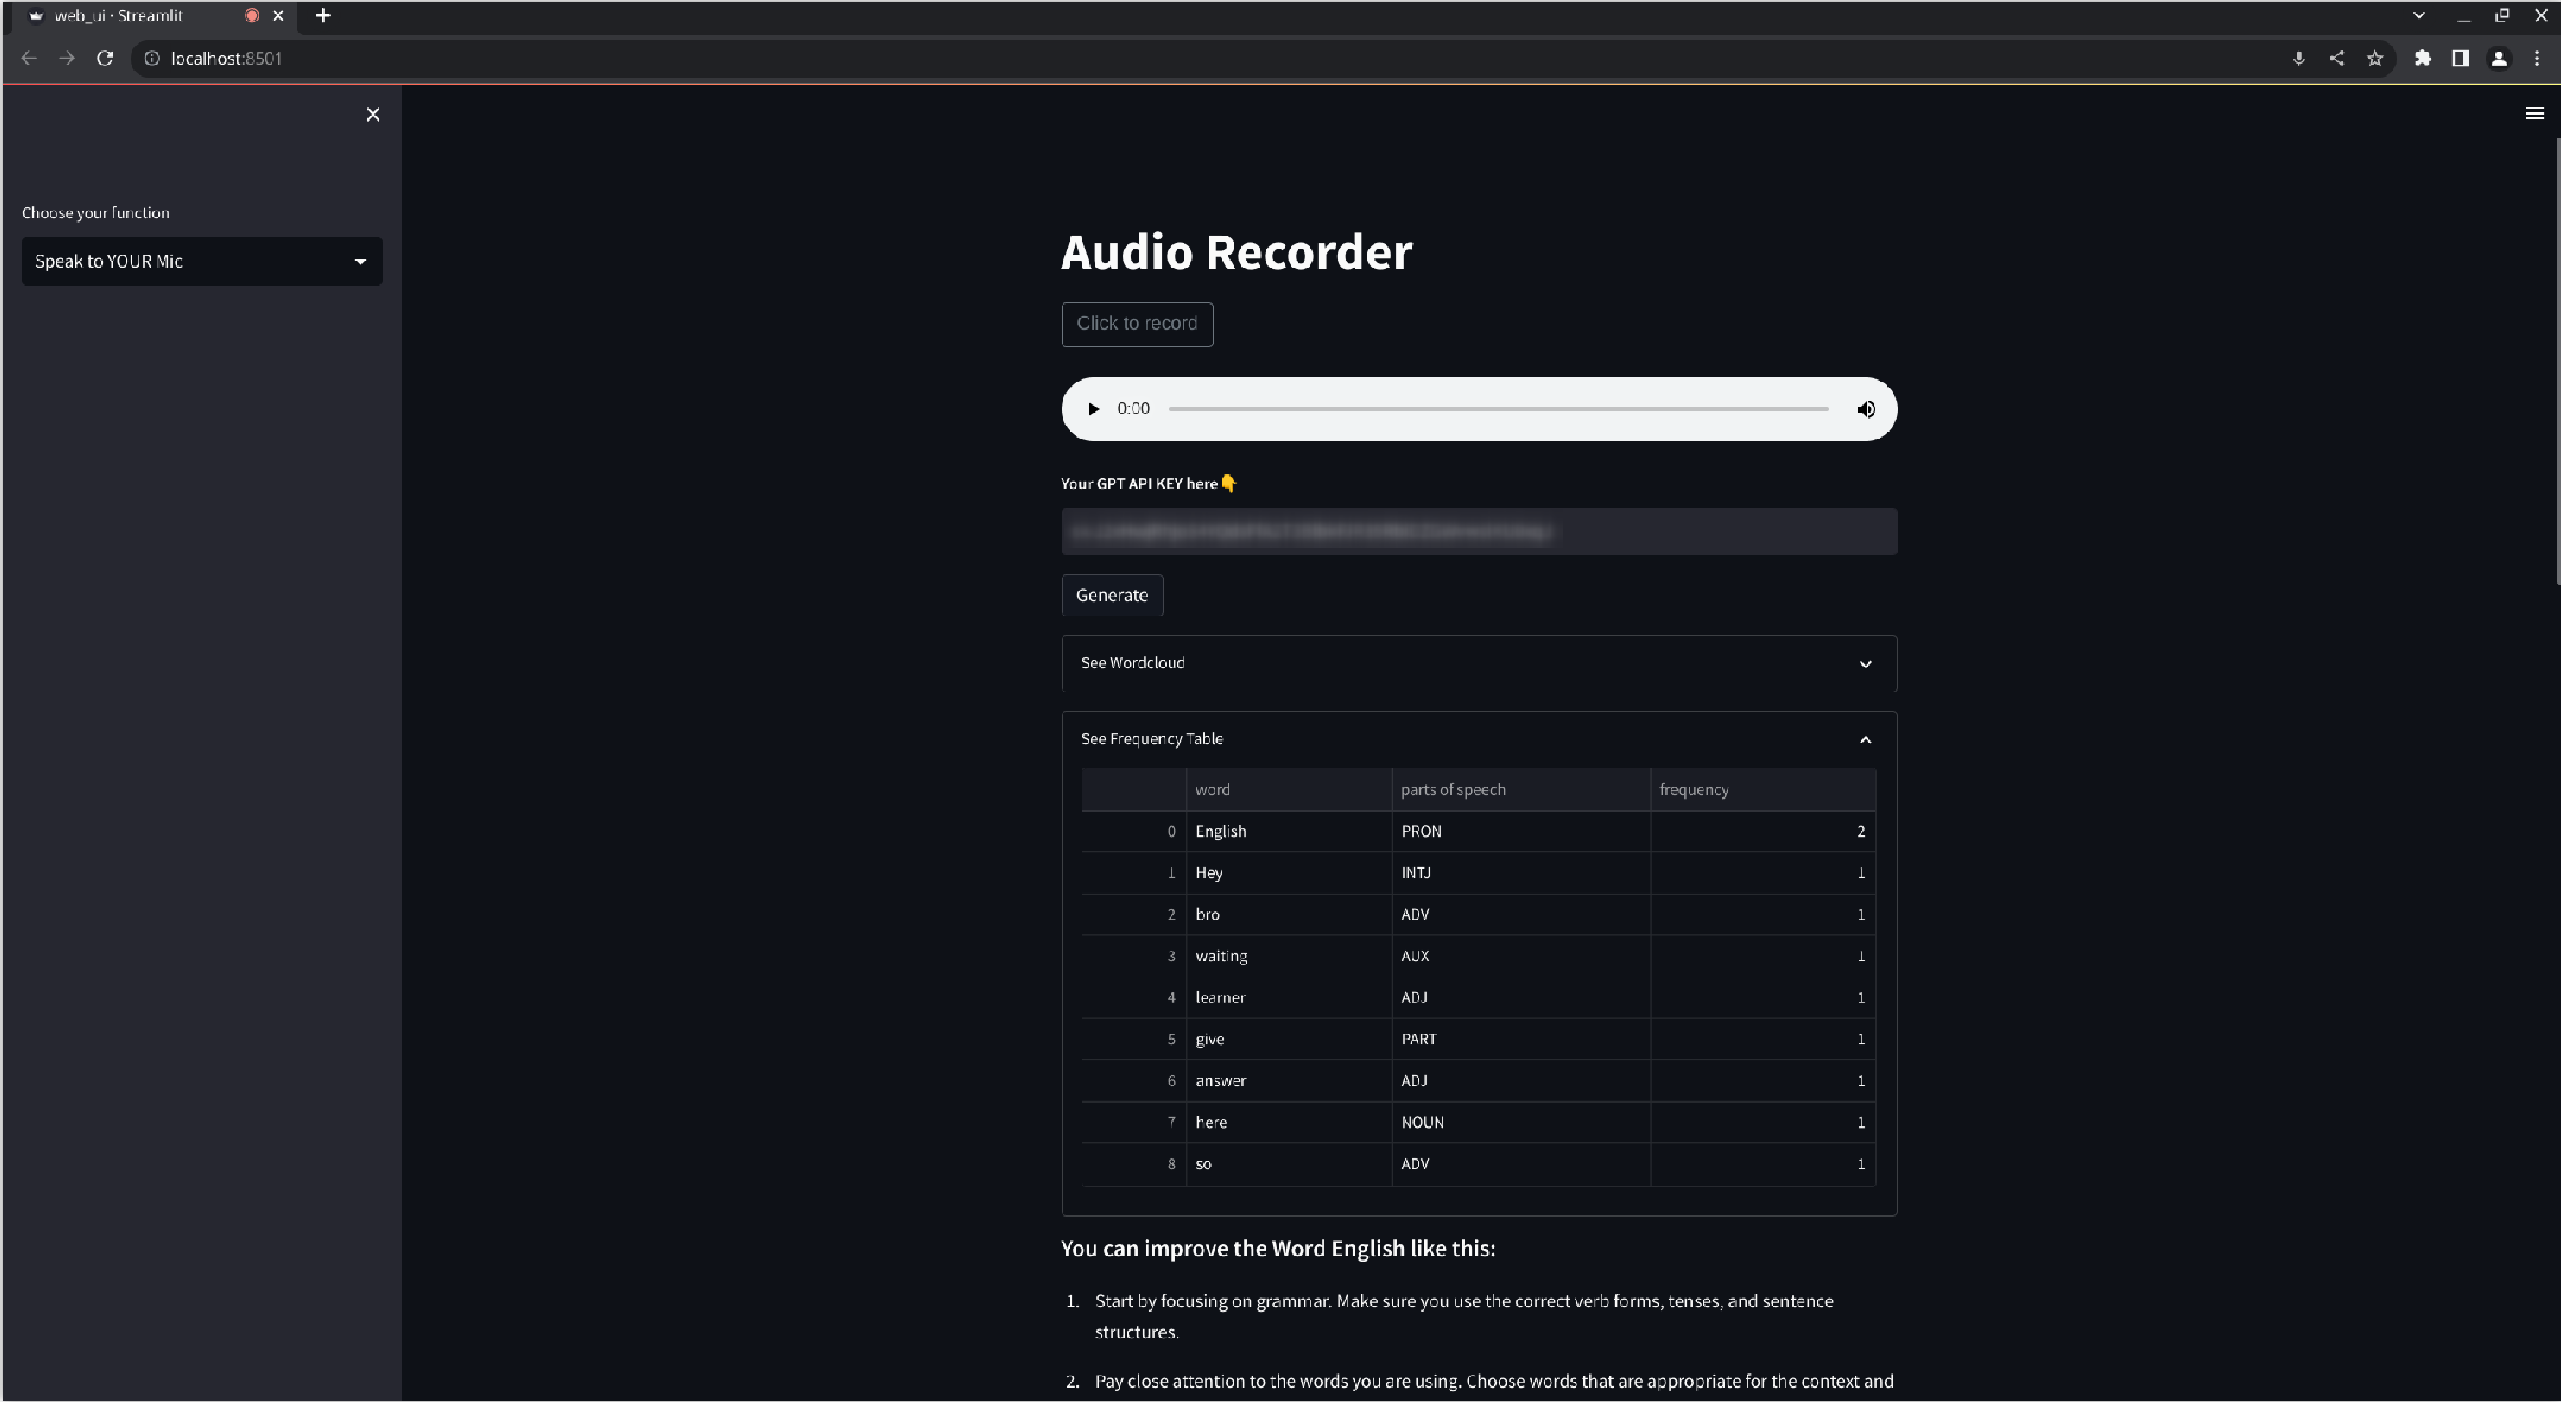 web_ui · Streamlit
localhost:8501
Choose your function
Speak to YOUR Mic
Audio Recorder
Click to record
0:00
Your GPT API KEY here👇
Generate
See Wordcloud
See Frequency Table
word parts of speech frequency
0 English PRON 2
1 Hey INTJ 1
2 bro ADV 1
3 waiting AUX 1
4 learner ADJ 1
5 give PART 1
6 answer ADJ 1
7 here NOUN 1
8 so ADV 1
You can improve the Word English like this:
1. Start by focusing on grammar. Make sure you use the correct verb forms, tenses, and sentence
structures.
2. Pay close attention to the words you are using. Choose words that are appropriate for the context and